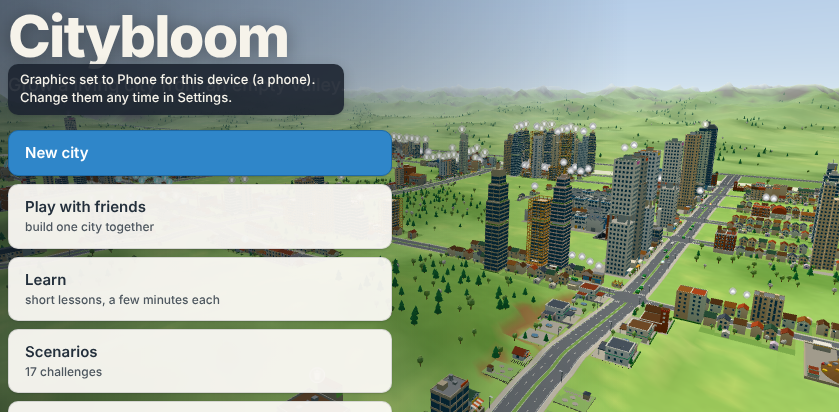 Citybloom
Graphics set to Phone for this device (a phone).
Change them any time in Settings.
New city
Play with friends
build one city together
Learn
short lessons, a few minutes each
Scenarios
17 challenges